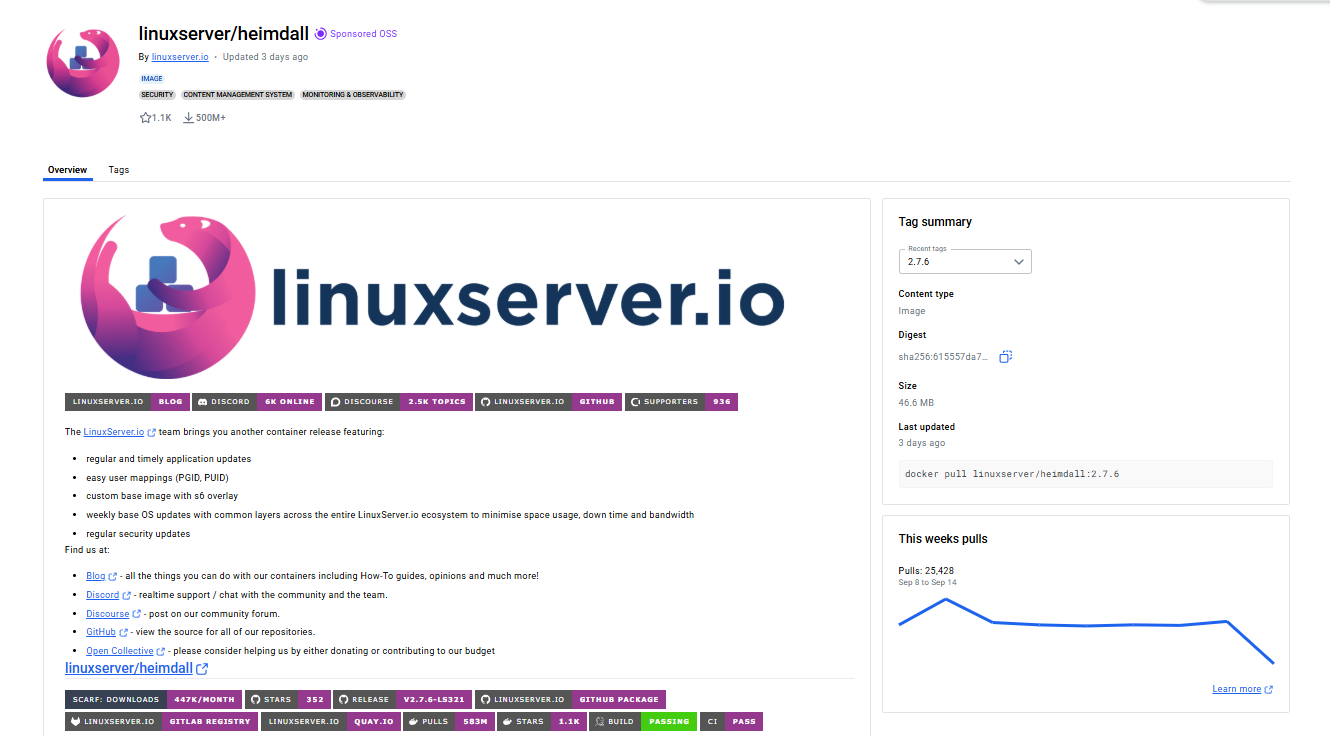 linuxserver/heimdall Sponsored OSS
By linuxserver.io · Updated 3 days ago
IMAGE
SECURITY CONTENT MANAGEMENT SYSTEM MONITORING & OBSERVABILITY
1.1K 500M+
Overview Tags
linuxserver.io
LINUXSERVER.IO BLOG DISCORD 6K ONLINE DISCOURSE 2.5K TOPICS LINUXSERVER.IO GITHUB SUPPORTERS 936
The LinuxServer.io team brings you another container release featuring:
• regular and timely application updates
• easy user mappings (PGID, PUID)
• custom base image with s6 overlay
• weekly base OS updates with common layers across the entire LinuxServer.io ecosystem to minimise space usage, down time and bandwidth
• regular security updates
Find us at:
• Blog - all the things you can do with our containers including How-To guides, opinions and much more!
• Discord - realtime support / chat with the community and the team.
• Discourse - post on our community forum.
• GitHub - view the source for all of our repositories.
• Open Collective - please consider helping us by either donating or contributing to our budget
linuxserver/heimdall
SCARF: DOWNLOADS 447K/MONTH STARS 352 RELEASE V2.7.6-LS321 LINUXSERVER.IO GITHUB PACKAGE
LINUXSERVER.IO GITLAB REGISTRY LINUXSERVER.IO QUAY.IO PULLS 583M STARS 1.1K BUILD PASSING CI PASS
Tag summary
Recent tags
2.7.6
Content type
Image
Digest
sha256:615557da7…
Size
46.6 MB
Last updated
3 days ago
docker pull linuxserver/heimdall:2.7.6
This weeks pulls
Pulls: 25,428
Sep 8 to Sep 14
Learn more